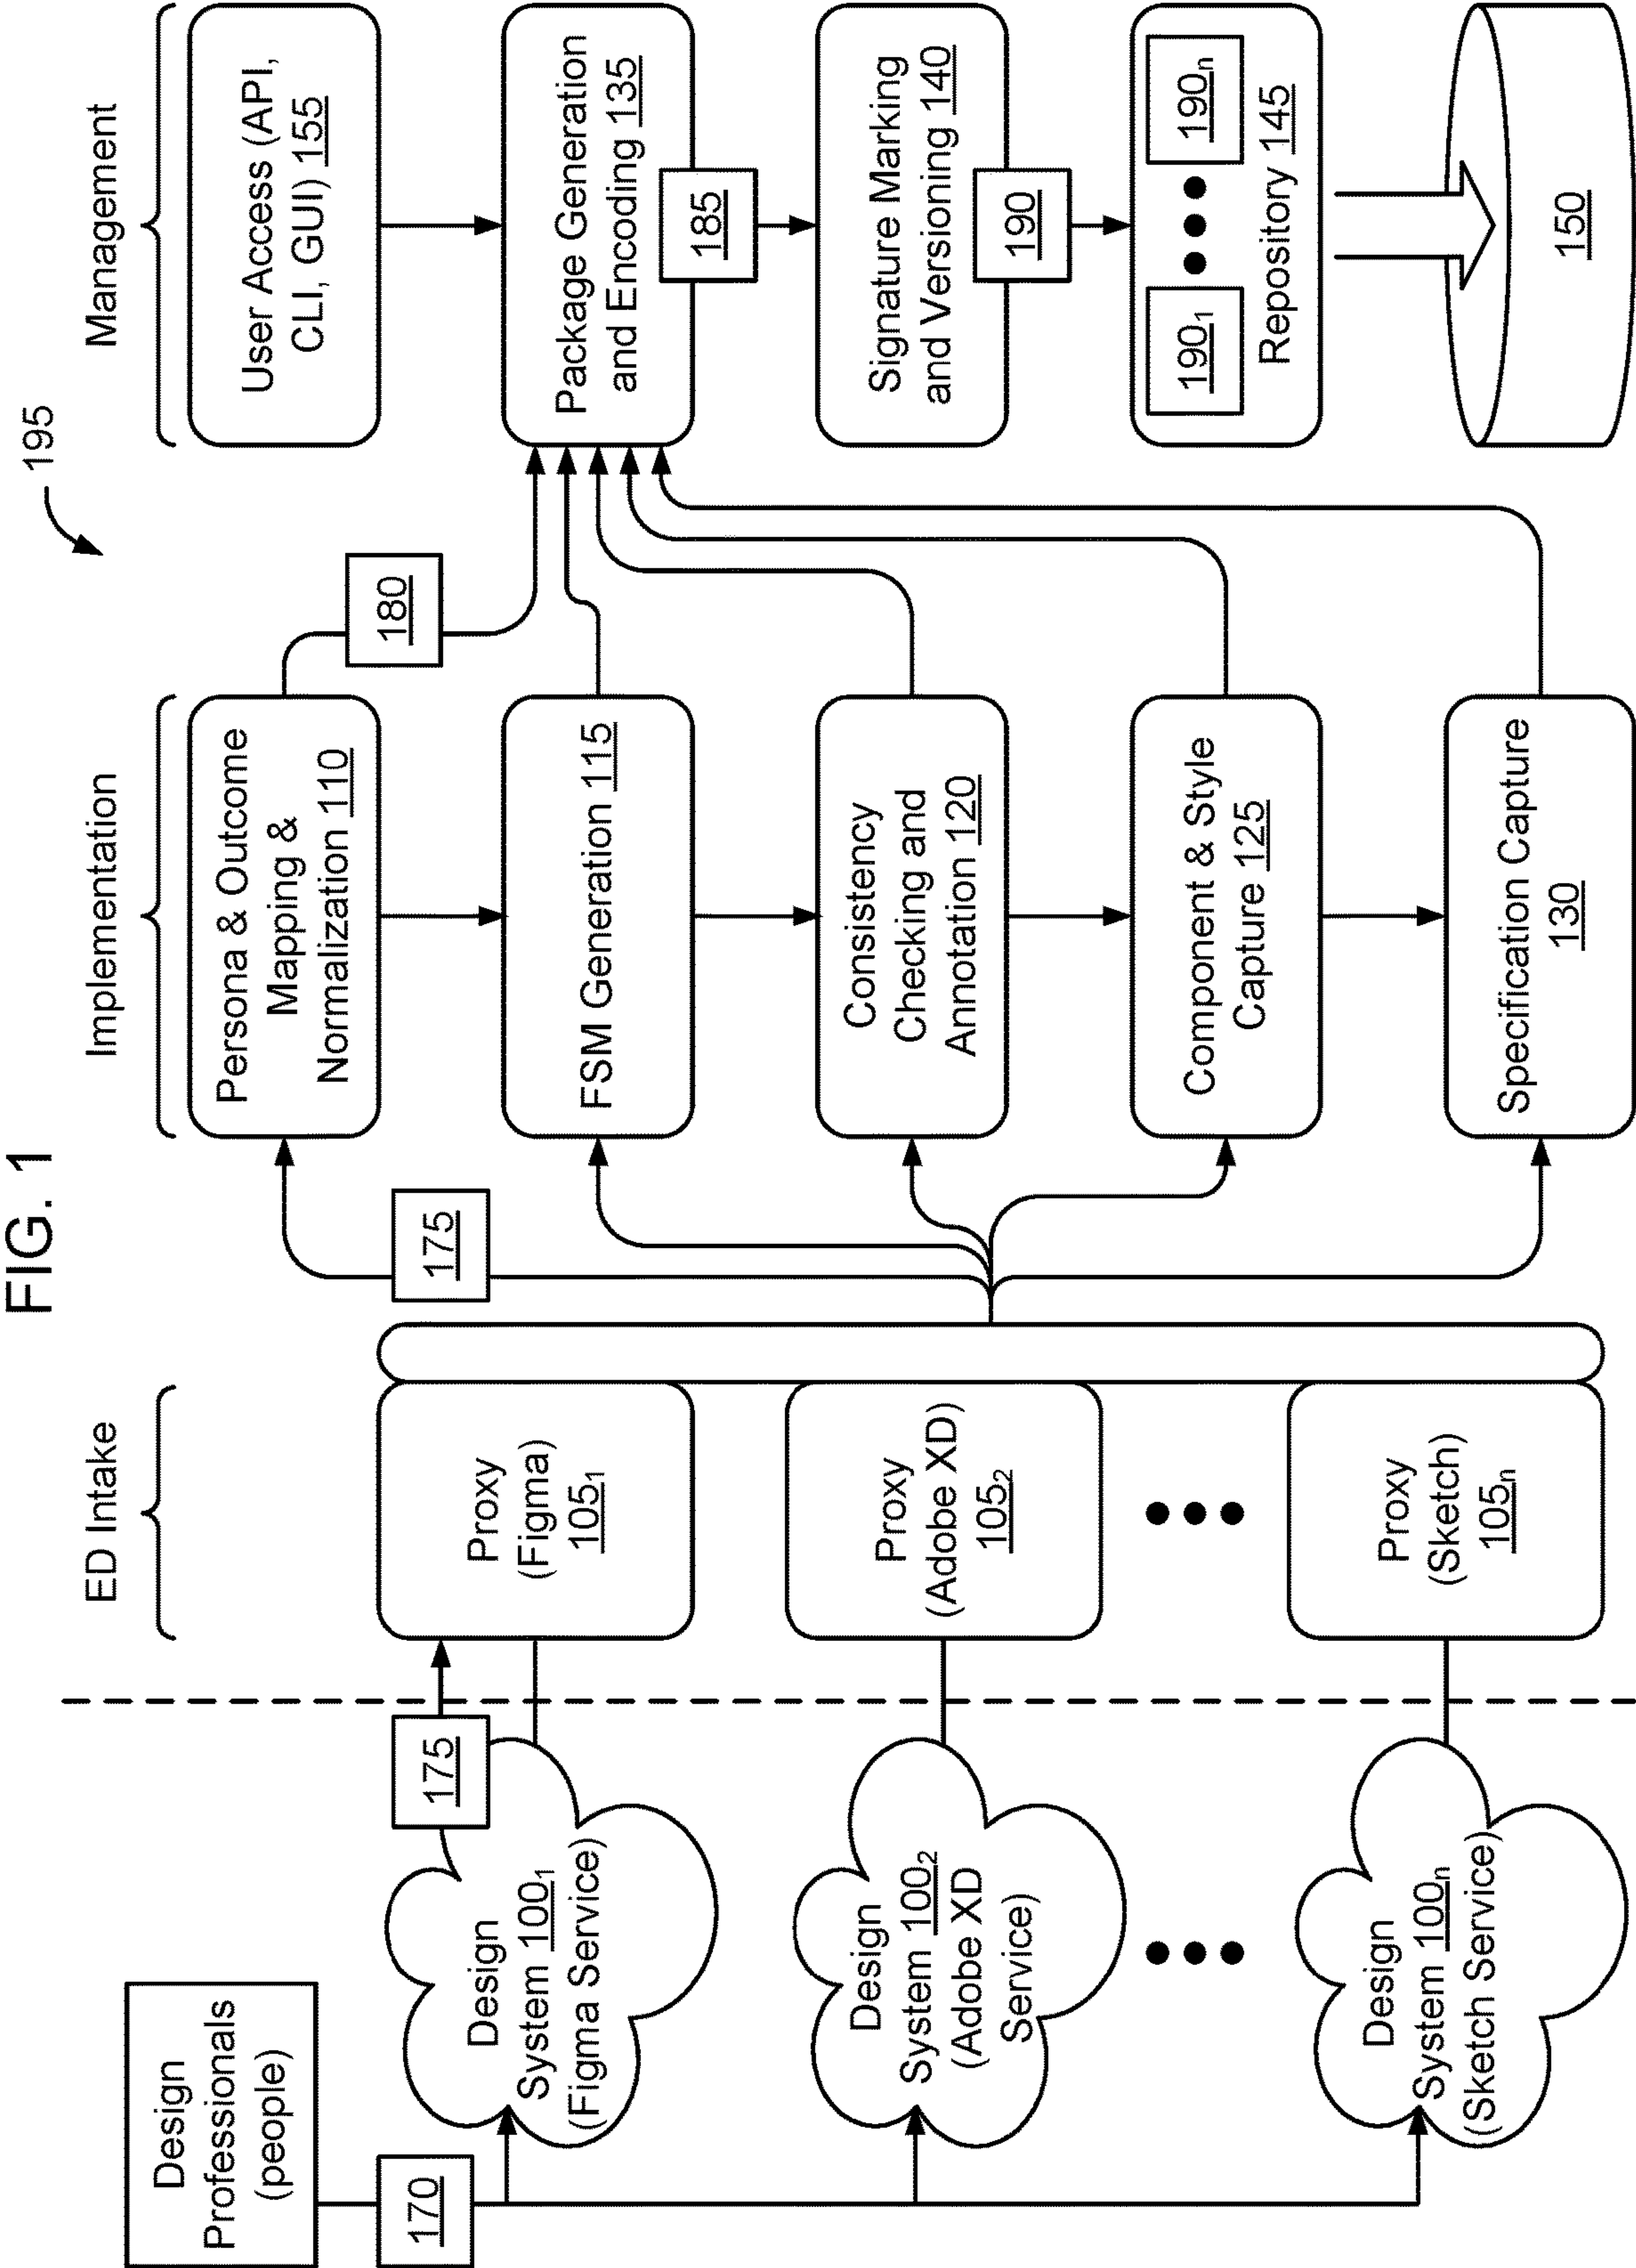 FIG. 1
195
Design
Professionals
(people)
170
Design
System 100₁
(Figma Service)
175
Design
System 100₂
(Adobe XD
Service)
Design
System 100ₙ
(Sketch Service)
ED Intake
Proxy
(Figma)
105₁
Proxy
(Adobe XD)
105₂
Proxy
(Sketch)
105ₙ
175
Implementation
Persona & Outcome
Mapping &
Normalization 110
FSM Generation 115
Consistency
Checking and
Annotation 120
Component & Style
Capture 125
Specification Capture
130
180
Management
User Access (API,
CLI, GUI) 155
Package Generation
and Encoding 135
185
Signature Marking
and Versioning 140
190
190₁
190ₙ
Repository 145
150